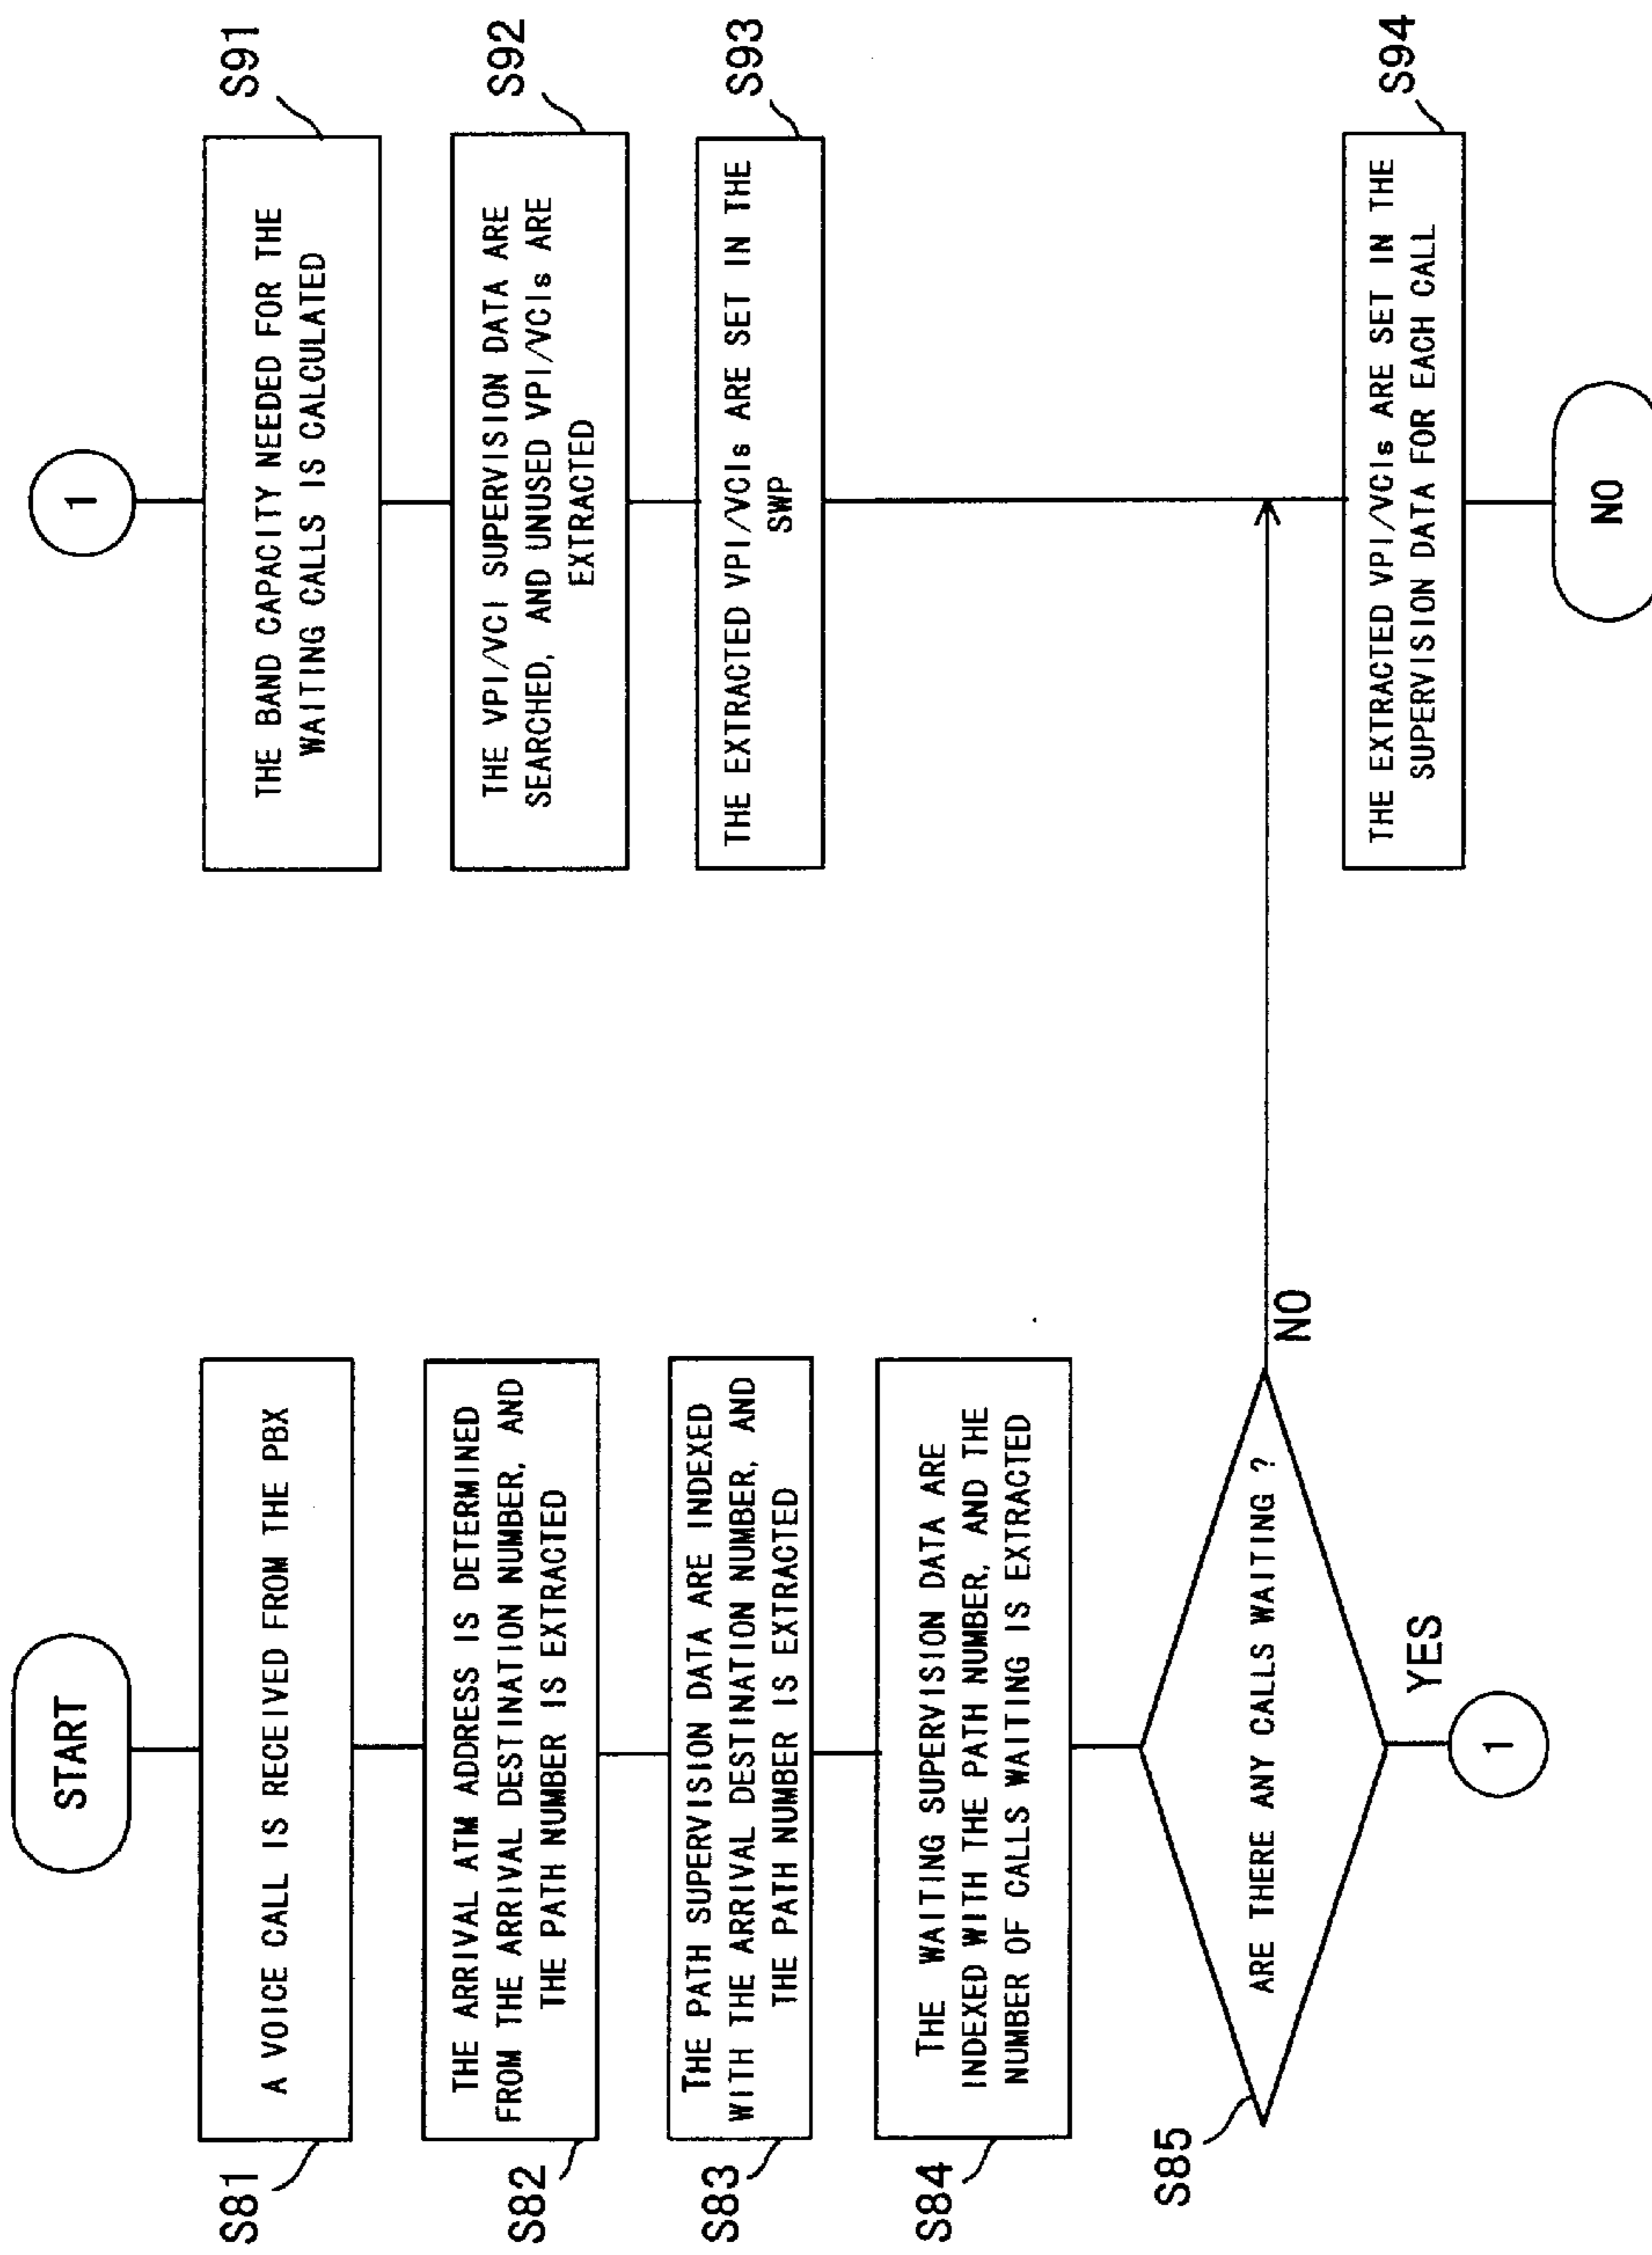 START
S81
A VOICE CALL IS RECEIVED FROM THE PBX
S82
THE ARRIVAL ATM ADDRESS IS DETERMINED
FROM THE ARRIVAL DESTINATION NUMBER, AND
THE PATH NUMBER IS EXTRACTED
S83
THE PATH SUPERVISION DATA ARE INDEXED
WITH THE ARRIVAL DESTINATION NUMBER, AND
THE PATH NUMBER IS EXTRACTED
S84
THE WAITING SUPERVISION DATA ARE
INDEXED WITH THE PATH NUMBER, AND THE
NUMBER OF CALLS WAITING IS EXTRACTED
S85
ARE THERE ANY CALLS WAITING ?
NO
YES
1
1
S91
THE BAND CAPACITY NEEDED FOR THE
WAITING CALLS IS CALCULATED
S92
THE VPI/VCI SUPERVISION DATA ARE
SEARCHED, AND UNUSED VPI/VCIs ARE
EXTRACTED
S93
THE EXTRACTED VPI/VCIs ARE SET IN THE
SWP
S94
THE EXTRACTED VPI/VCIs ARE SET IN THE
SUPERVISION DATA FOR EACH CALL
NO